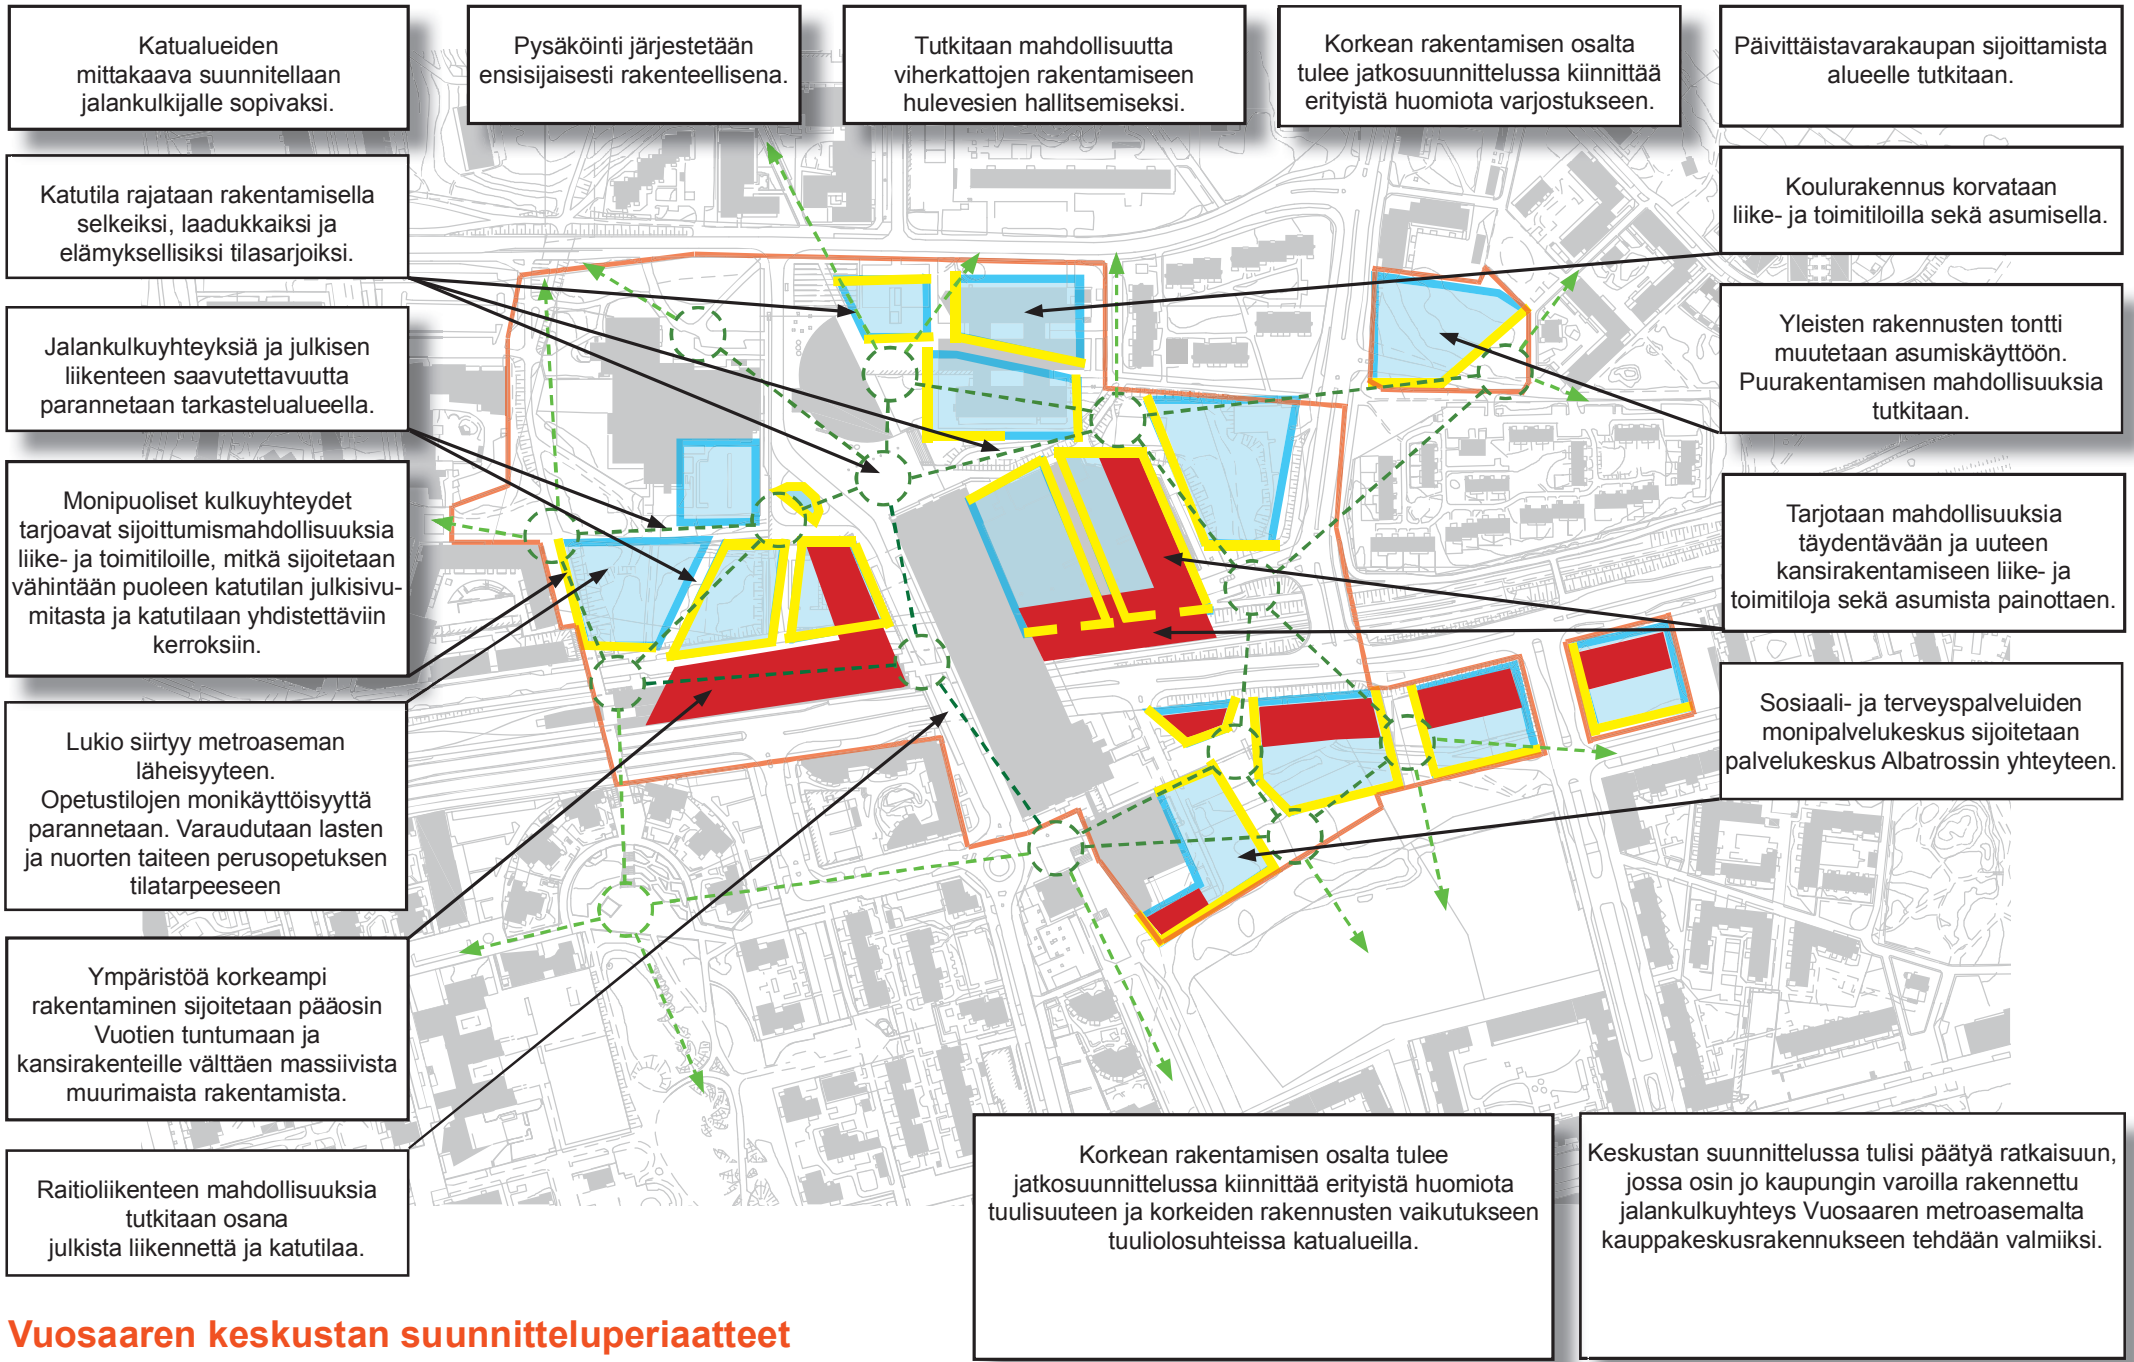 Katualueiden
mittakaava suunnitellaan
jalankulkijalle sopivaksi.
Pysäköinti järjestetään
ensisijaisesti rakenteellisena.
Tutkitaan mahdollisuutta
viherkattojen rakentamiseen
hulevesien hallitsemiseksi.
Korkean rakentamisen osalta
tulee jatkosuunnittelussa kiinnittää
erityistä huomiota varjostukseen.
Päivittäistavarakaupan sijoittamista
alueelle tutkitaan.
Katutila rajataan rakentamisella
selkeiksi, laadukkaiksi ja
elämyksellisiksi tilasarjoiksi.
Koulurakennus korvataan
liike- ja toimitiloilla sekä asumisella.
Jalankulkuyhteyksiä ja julkisen
liikenteen saavutettavuutta
parannetaan tarkastelualueella.
Yleisten rakennusten tontti
muutetaan asumiskäyttöön.
Puurakentamisen mahdollisuuksia
tutkitaan.
Monipuoliset kulkuyhteydet
tarjoavat sijoittumismahdollisuuksia
liike- ja toimitiloille, mitkä sijoitetaan
vähintään puoleen katutilan julkisivu-
mitasta ja katutilaan yhdistettäviin
kerroksiin.
Tarjotaan mahdollisuuksia
täydentävään ja uuteen
kansirakentamiseen liike- ja
toimitiloja sekä asumista painottaen.
Lukio siirtyy metroaseman
läheisyyteen.
Opetustilojen monikäyttöisyyttä
parannetaan. Varaudutaan lasten
ja nuorten taiteen perusopetuksen
tilatarpeeseen
Sosiaali- ja terveyspalveluiden
monipalvelukeskus sijoitetaan
palvelukeskus Albatrossin yhteyteen.
Ympäristöä korkeampi
rakentaminen sijoitetaan pääosin
Vuotien tuntumaan ja
kansirakenteille välttäen massiivista
muurimaista rakentamista.
Raitioliikenteen mahdollisuuksia
tutkitaan osana
julkista liikennettä ja katutilaa.
Korkean rakentamisen osalta tulee
jatkosuunnittelussa kiinnittää erityistä huomiota
tuulisuuteen ja korkeiden rakennusten vaikutukseen
tuuliolosuhteissa katualueilla.
Keskustan suunnittelussa tulisi päätyä ratkaisuun,
jossa osin jo kaupungin varoilla rakennettu
jalankulkuyhteys Vuosaaren metroasemalta
kauppakeskusrakennukseen tehdään valmiiksi.
Vuosaaren keskustan suunnitteluperiaatteet